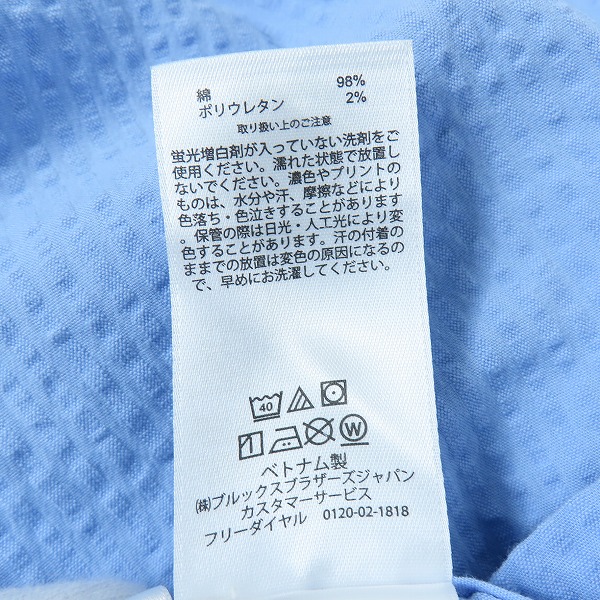 綿 98%
ポリウレタン 2%
取り扱い上のご注意
蛍光増白剤が入っていない洗剤をご
使用ください。濡れた状態で放置し
ないでください。濃色やプリントの
ものは、水分や汗、摩擦などにより
色落ち・色泣きすることがあります
。保管の際は日光・人工光により変
色することがあります。汗の付着の
ままでの放置は変色の原因になるの
で、早めにお洗濯してください。
40
W
ベトナム製
㈱ブルックスブラザーズジャパン
カスタマーサービス
フリーダイヤル 0120-02-1818